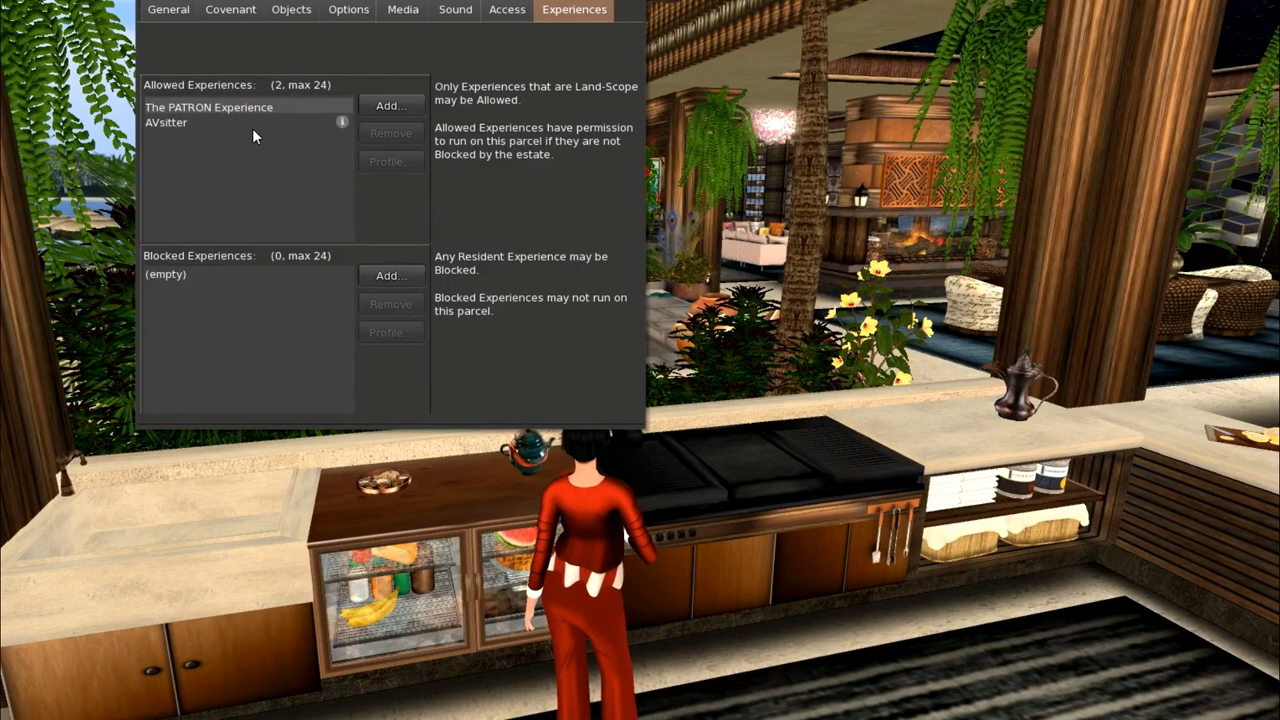 General Covenant Objects Options Media Sound Access Experiences
Allowed Experiences: (2, max 24)
The PATRON Experience
AVsitter
Add...
Remove
Profile...
Only Experiences that are Land-Scope
may be Allowed.
Allowed Experiences have permission
to run on this parcel if they are not
Blocked by the estate.
Blocked Experiences: (0, max 24)
(empty)
Add...
Remove
Profile...
Any Resident Experience may be
Blocked.
Blocked Experiences may not run on
this parcel.